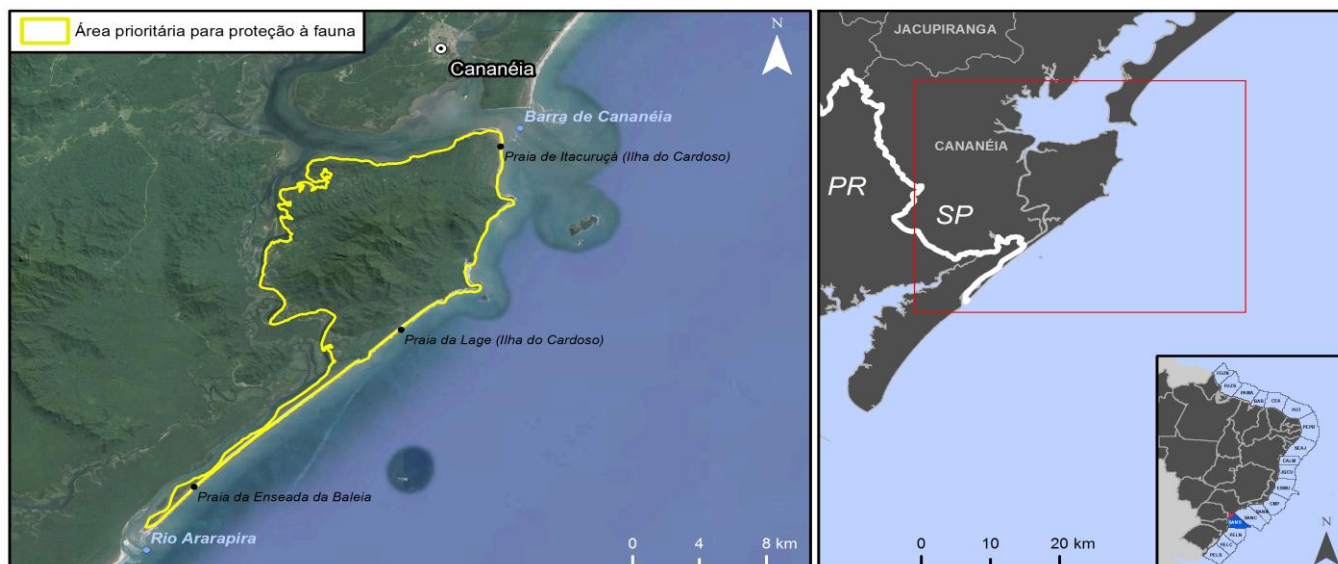 Área prioritária para proteção à fauna
N
Cananéia
Barra de Cananéia
Praia de Itacuruçá (Ilha do Cardoso)
Praia da Lage (Ilha do Cardoso)
Praia da Enseada da Baleia
Rio Ararapira
0 4 8 km
N
JACUPIRANGA
CANANÉIA
PR
SP
0 10 20 km
N